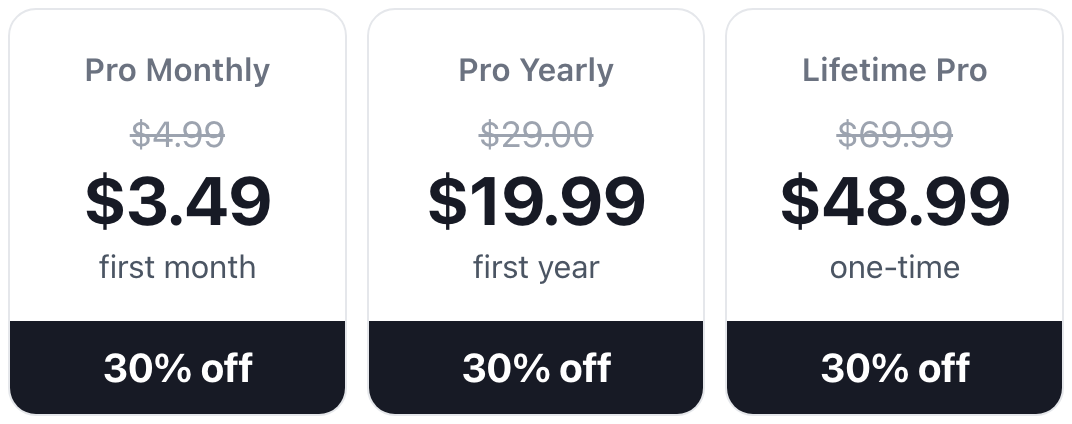 Pro Monthly
$4.99
$3.49
first month
30% off
Pro Yearly
$29.00
$19.99
first year
30% off
Lifetime Pro
$69.99
$48.99
one-time
30% off